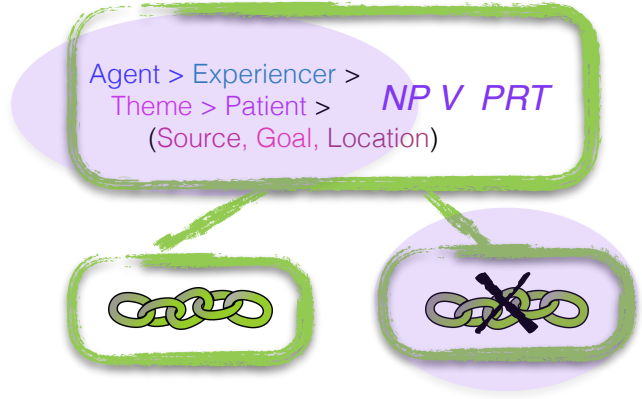 Agent > Experiencer >
Theme > Patient >
(Source, Goal, Location)
NP V PRT